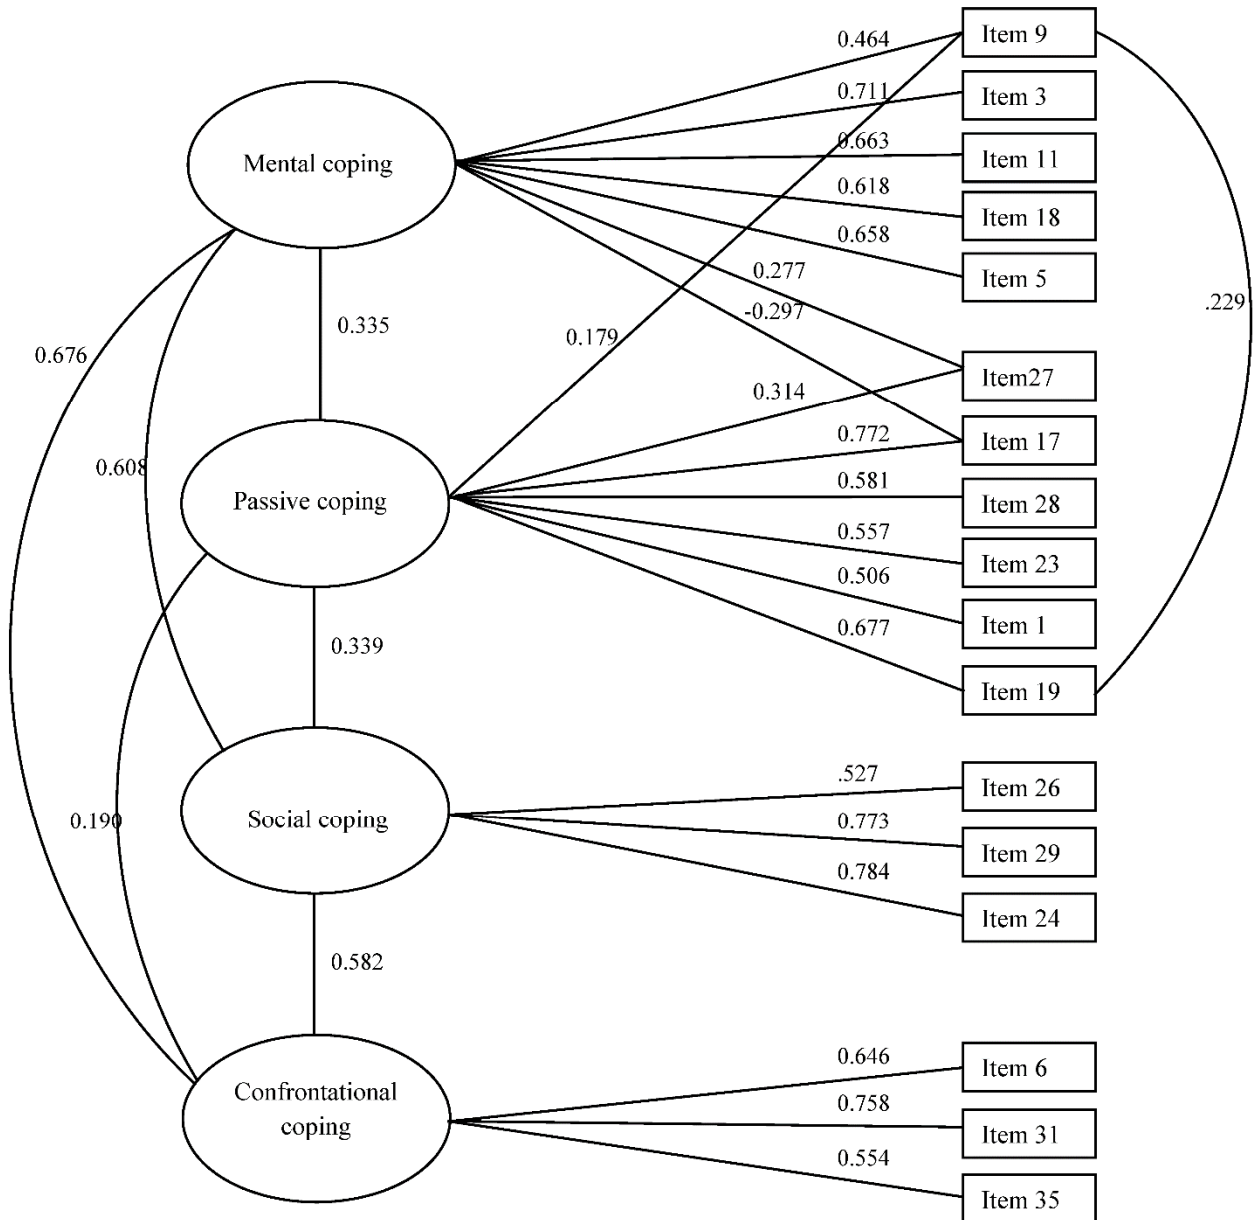 Item 9
0.464
0.711
Item 3
Mental coping
0.663
Item 11
0.618
Item 18
0.658
Item 5
0.277
-0.297
.229
0.335
0.179
0.676
Item27
0.314
0.772
Item 17
0.608
0.581
Passive coping
Item 28
0.557
Item 23
0.506
Item 1
0.677
0.339
Item 19
.527
Item 26
0.190
Social coping
0.773
Item 29
0.784
Item 24
0.582
0.646
Item 6
Confrontational
coping
0.758
Item 31
0.554
Item 35